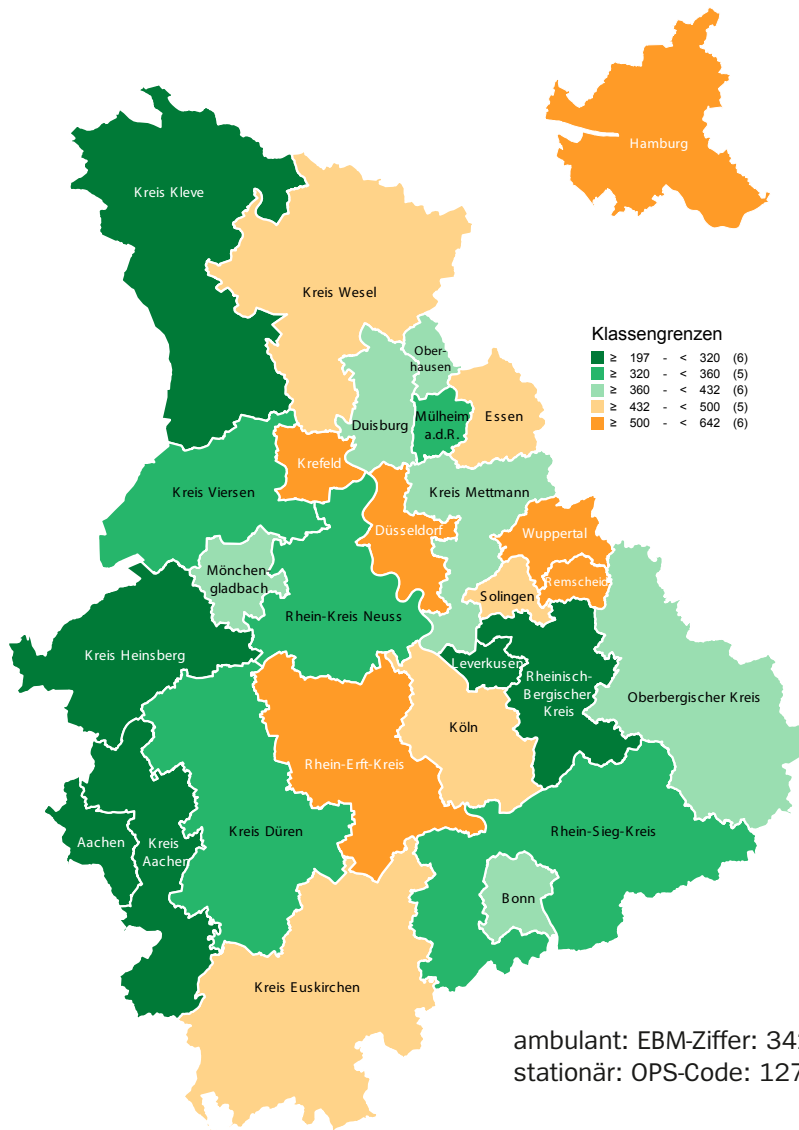 Hamburg
Kreis Kleve
Kreis Wesel
Klassengrenzen
≥ 197 - < 320 (6)
≥ 320 - < 360 (5)
≥ 360 - < 432 (6)
≥ 432 - < 500 (5)
≥ 500 - < 642 (6)
Ober-
hausen
Duisburg
Mülheim
a.d.R.
Essen
Krefeld
Kreis Viersen
Kreis Mettmann
Düsseldorf
Wuppertal
Mönchen-
gladbach
Remscheid
Solingen
Rhein-Kreis Neuss
Kreis Heinsberg
Leverkusen
Rheinisch-
Bergischer
Kreis
Oberbergischer Kreis
Köln
Rhein-Erft-Kreis
Kreis Düren
Rhein-Sieg-Kreis
Aachen
Kreis
Aachen
Bonn
Kreis Euskirchen
ambulant: EBM-Ziffer:
stationär: OPS-Code: